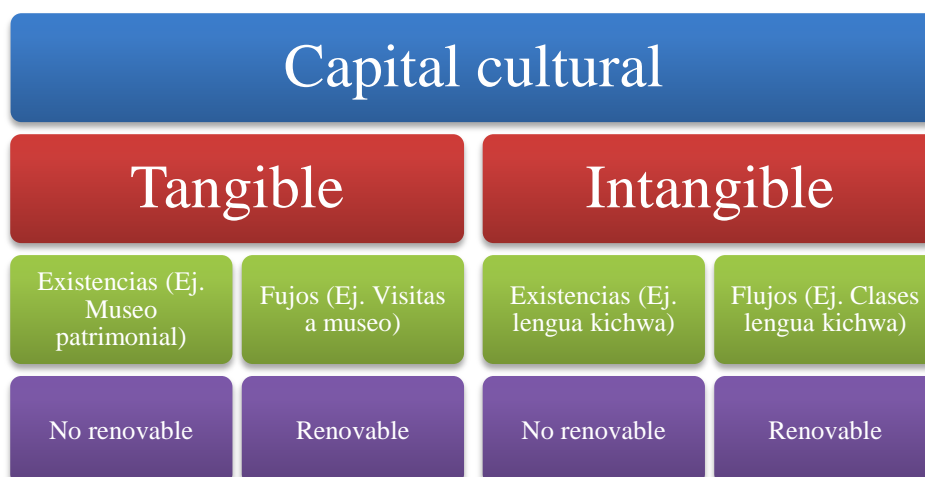 Capital cultural
Tangible
Intangible
Existencias (Ej.
Museo
patrimonial)
Fujos (Ej. Visitas
a museo)
Existencias (Ej.
lengua kichwa)
Flujos (Ej. Clases
lengua kichwa)
No renovable
Renovable
No renovable
Renovable